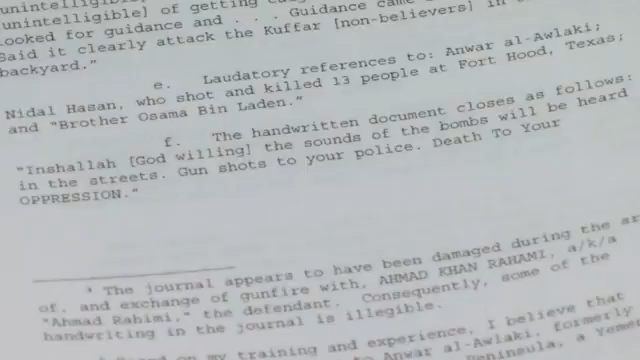 unintelligible] of getting
looked for guidance and . . . Guidance came
Said it clearly attack the Kuffar [non-believers] in
backyard."
e. Laudatory references to: Anwar al-Awlaki;
Nidal Hasan, who shot and killed 13 people at Fort Hood, Texas;
and "Brother Osama Bin Laden."
f. The handwritten document closes as follows:
"Inshallah [God willing] the sounds of the bombs will be heard
in the streets. Gun shots to your police. Death To Your
OPPRESSION."
The journal appears to have been damaged during the
of, and exchange of gunfire with, AHMAD KHAN RAHAMI, a/k/a
"Ahmad Rahimi," the defendant. Consequently, some of the
handwriting in the journal is illegible.
on my training and experience, I believe that
to Anwar al-Awlaki, formerly
Peninsula, a